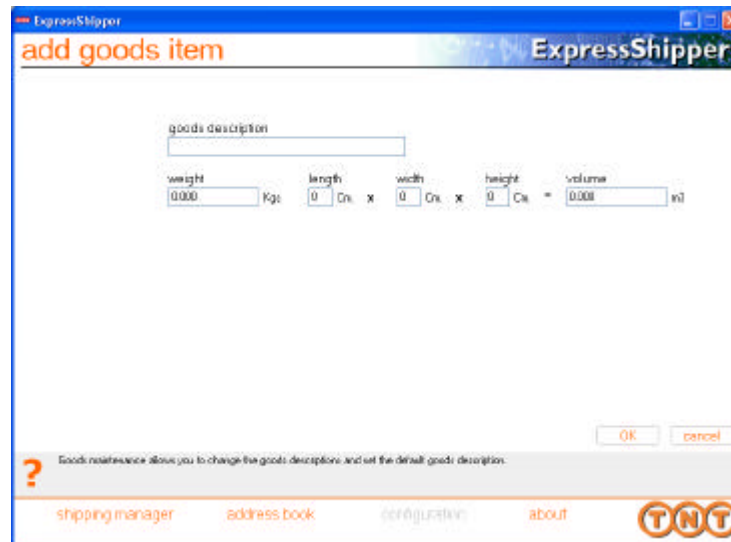 ExpressShipper
add goods item
ExpressShipper
goods description
weight length width height volume
0.000 Kgs 0 Cm. x 0 Cm. x 0 Cm. = 0.000 m3
OK cancel
? Goods maintenance allows you to change the goods descriptions and set the default goods description.
shipping manager address book configuration about TNT